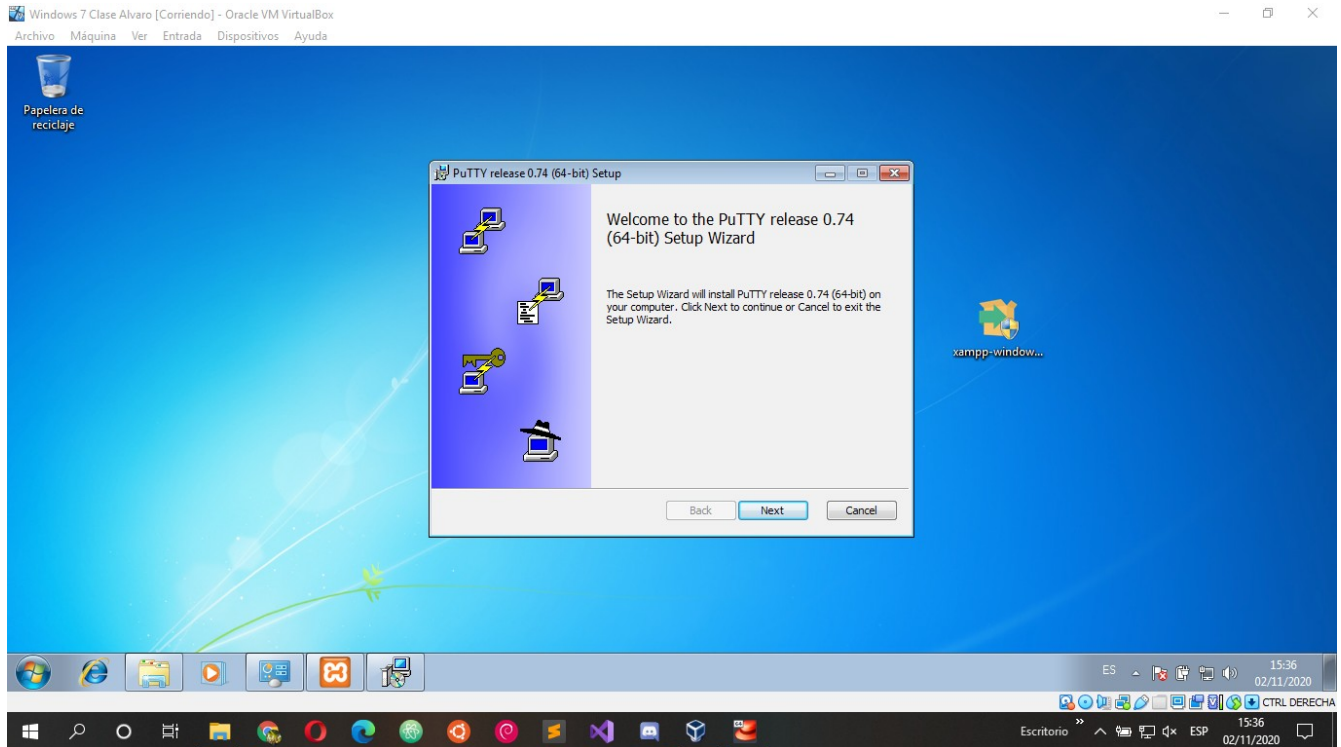 Windows 7 Clase Alvaro [Corriendo] - Oracle VM VirtualBox
Archivo Máquina Ver Entrada Dispositivos Ayuda
Papelera de
reciclaje
PuTTY release 0.74 (64-bit) Setup
Welcome to the PuTTY release 0.74
(64-bit) Setup Wizard
The Setup Wizard will install PuTTY release 0.74 (64-bit) on
your computer. Click Next to continue or Cancel to exit the
Setup Wizard.
xampp-window...
Back Next Cancel
ES 15:36
02/11/2020
CTRL DERECHA
64
Escritorio » ESP 15:36
02/11/2020